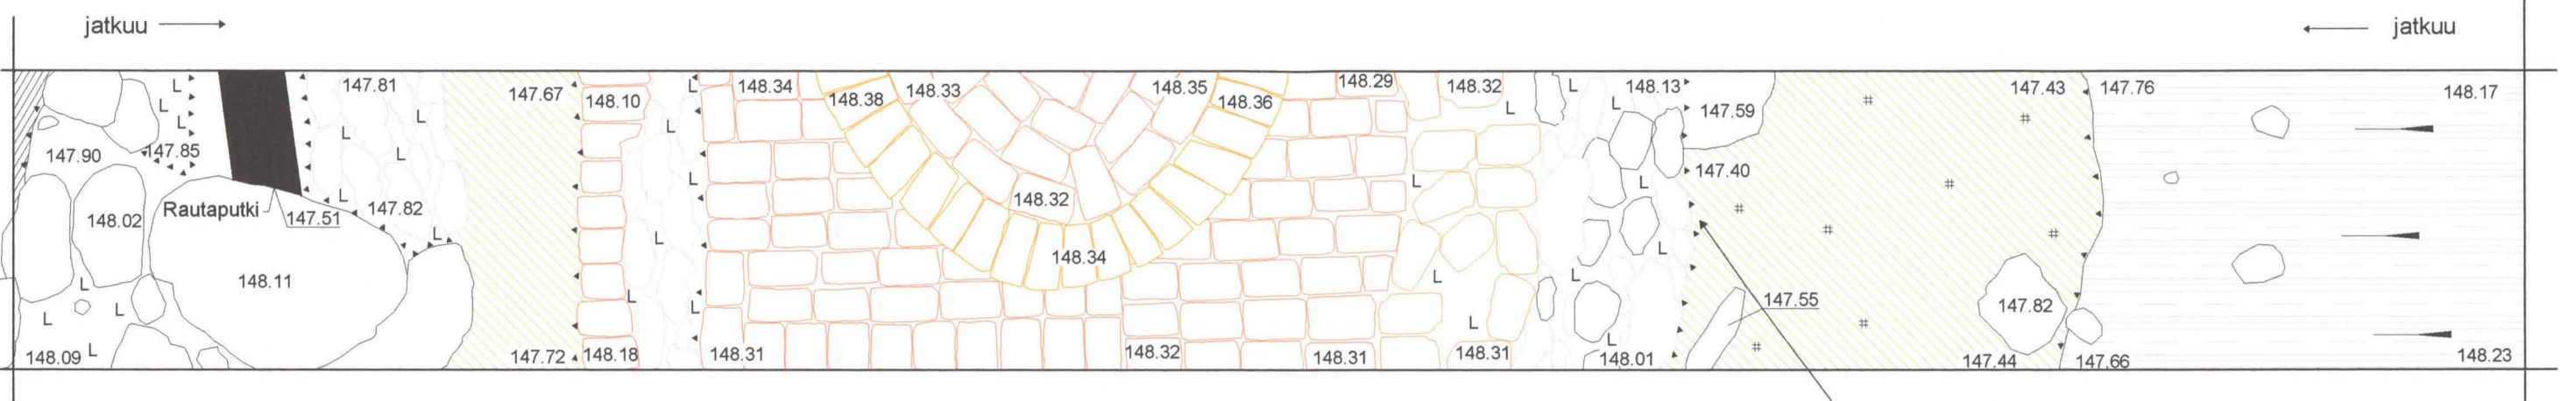 jatkuu
jatkuu
L 147.81 147.67 148.10 L 148.34 148.38 148.33 148.35 148.36 148.29 148.32 L L L 148.13 147.59 147.43 147.76 148.17
L L L L
# #
147.90 147.85 L L L
L L L 147.40 # #
148.02 Rautaputki 147.51 L 147.82 148.32
L L L # # #
148.11 148.34
L L L L L L L L 147.55 147.82
L L #
148.09 L 147.72 148.18 148.31 148.32 148.31 148.31 L 148.01 # 147.44 147.66 148.23